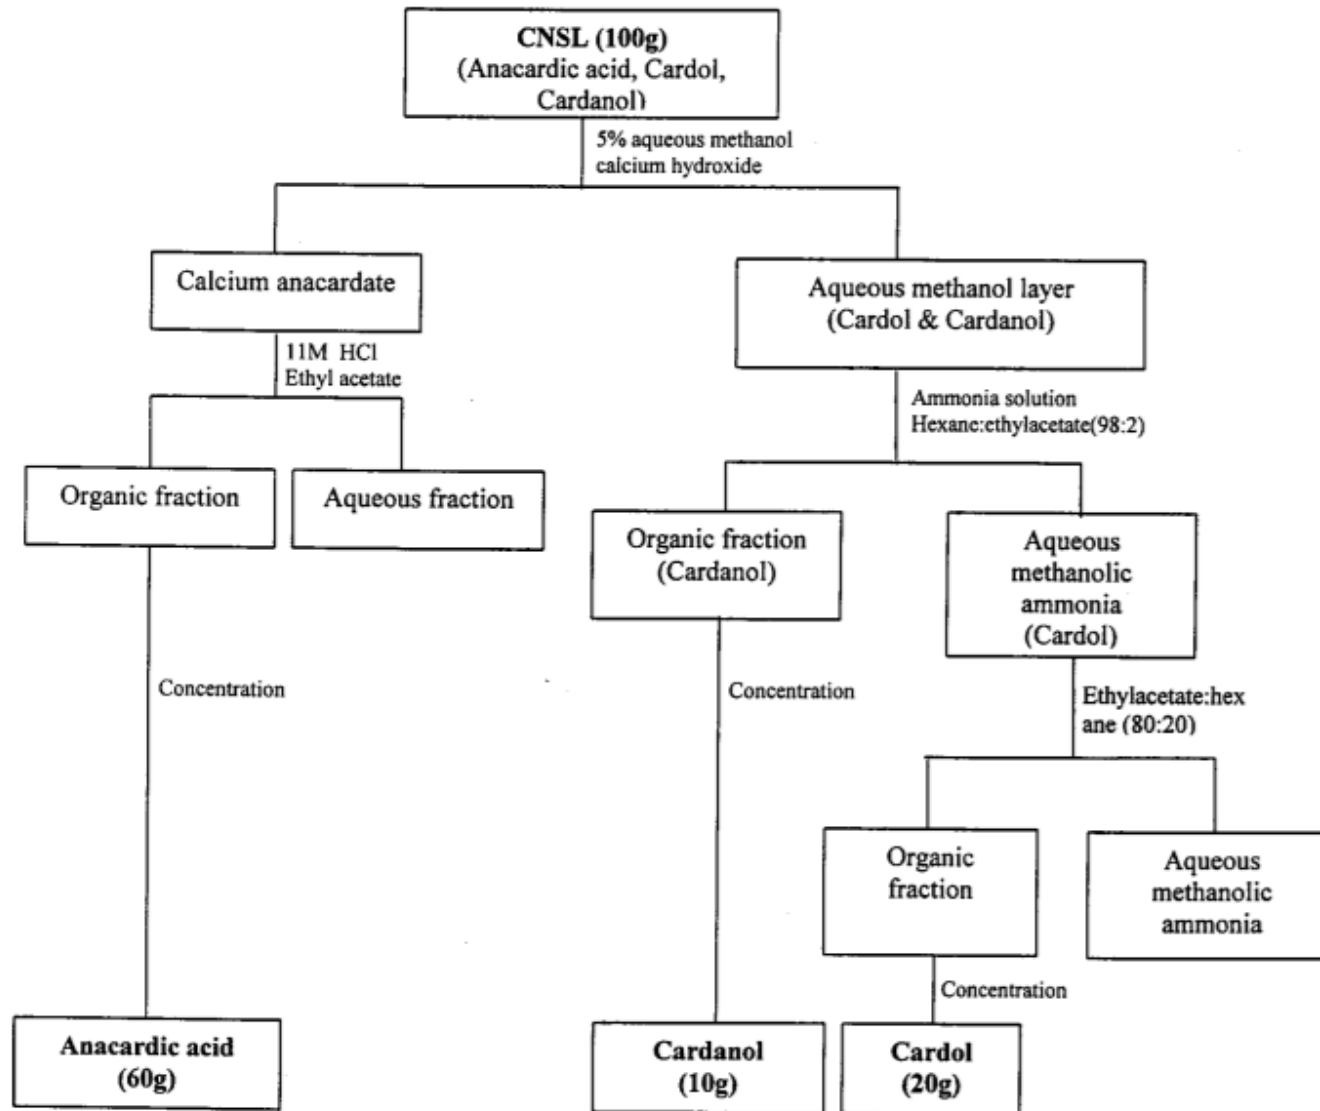 CNSL (100g)
(Anacardic acid, Cardol,
Cardanol)
5% aqueous methanol
calcium hydroxide
Calcium anacardate
Aqueous methanol layer
(Cardol & Cardanol)
11M HCl
Ethyl acetate
Ammonia solution
Hexane:ethylacetate(98:2)
Organic fraction
Aqueous fraction
Organic fraction
(Cardanol)
Aqueous
methanolic
ammonia
(Cardol)
Concentration
Concentration
Ethylacetate:hex
ane (80:20)
Organic
fraction
Aqueous
methanolic
ammonia
Concentration
Anacardic acid
(60g)
Cardanol
(10g)
Cardol
(20g)